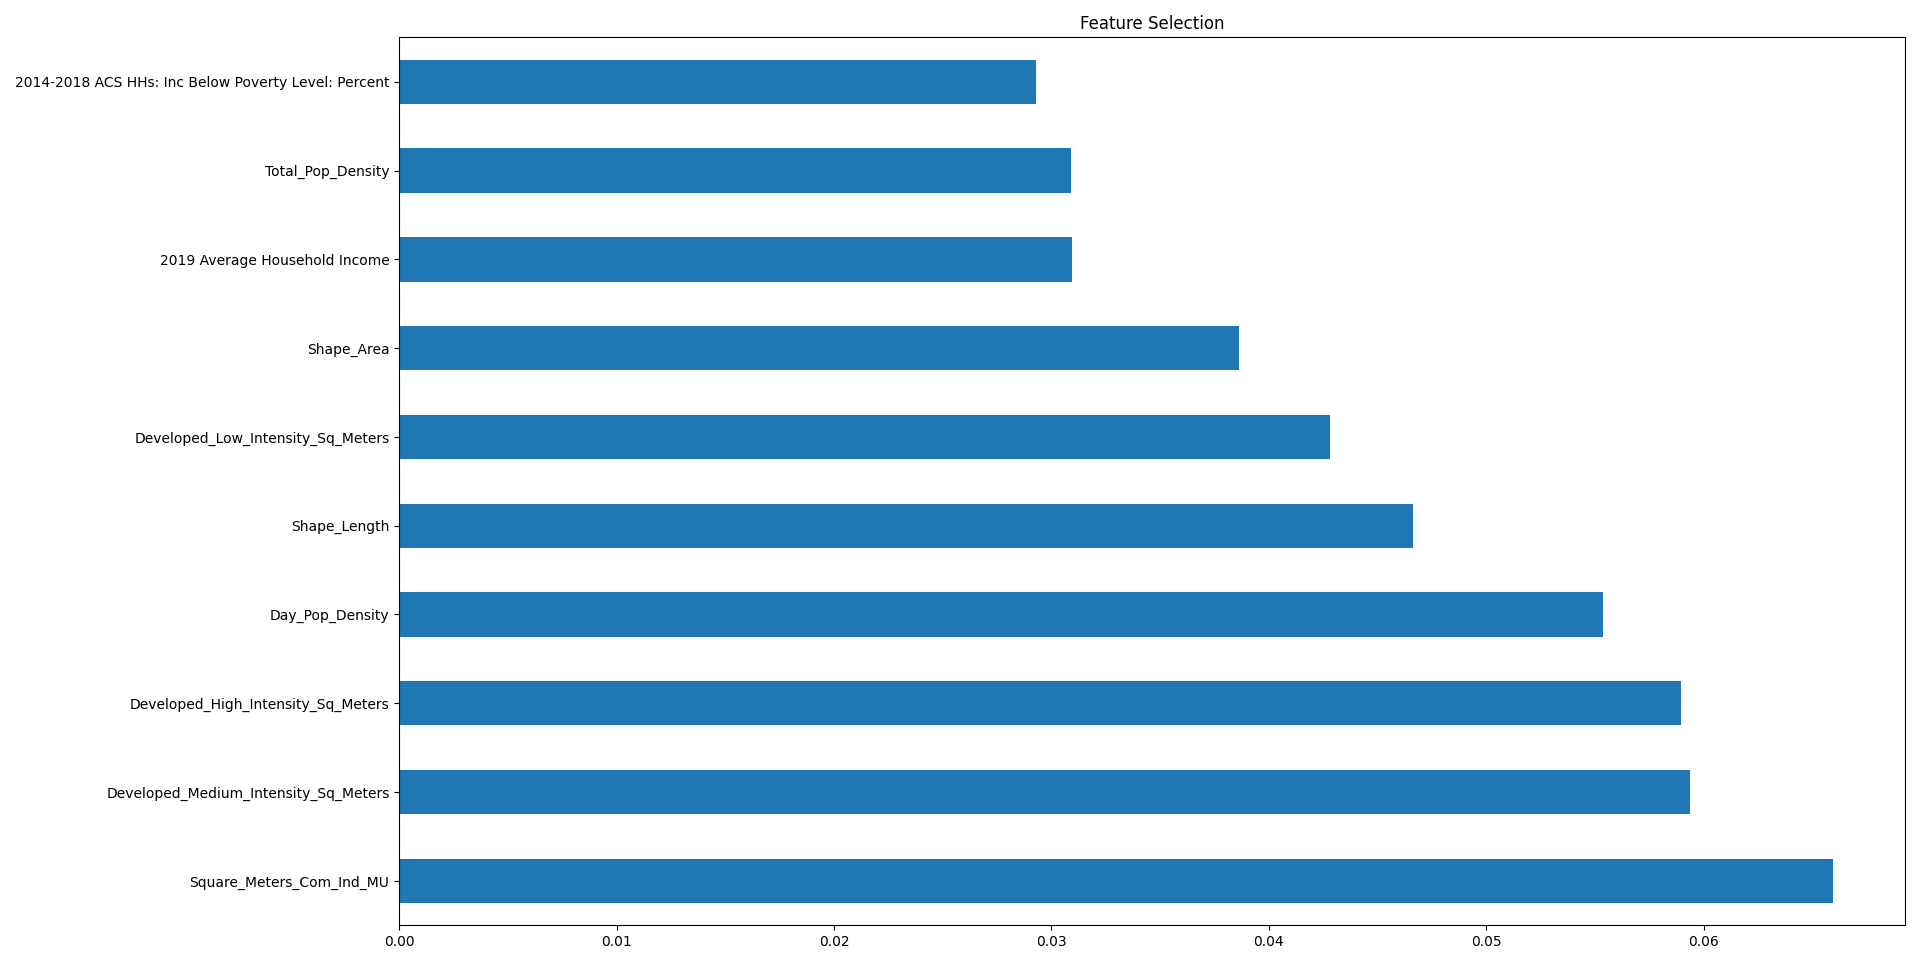 Feature Selection
2014-2018 ACS HHs: Inc Below Poverty Level: Percent
Total_Pop_Density
2019 Average Household Income
Shape_Area
Developed_Low_Intensity_Sq_Meters
Shape_Length
Day_Pop_Density
Developed_High_Intensity_Sq_Meters
Developed_Medium_Intensity_Sq_Meters
Square_Meters_Com_Ind_MU
0.00 0.01 0.02 0.03 0.04 0.05 0.06